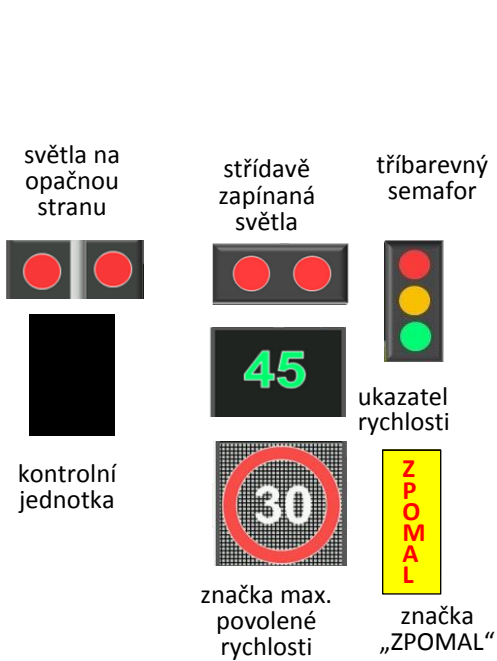 světla na
opačnou
stranu
střídavě
zapínaná
světla
tříbarevný
semafor
45
ukazatel
rychlosti
kontrolní
jednotka
30
ZPOMAL
značka max.
povolené
rychlosti
značka
„ZPOMAL“